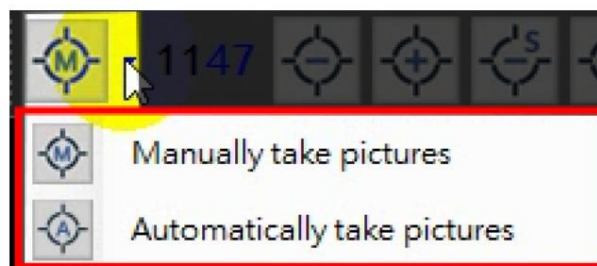 M 1147 S
M Manually take pictures
A Automatically take pictures